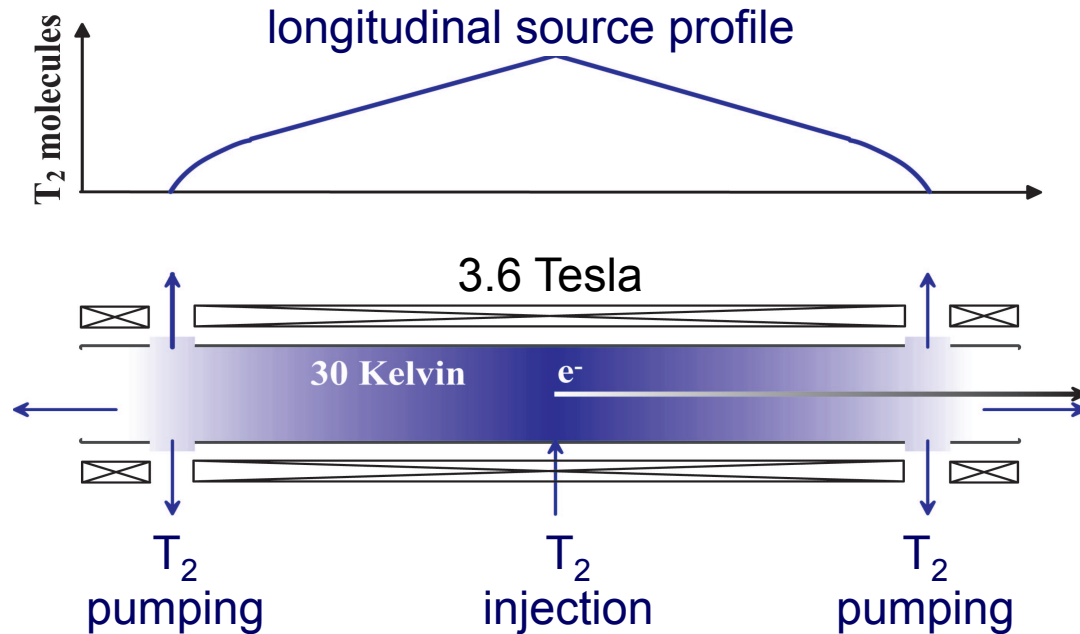 longitudinal source profile
T₂ molecules
3.6 Tesla
30 Kelvin
e⁻
T₂
pumping
T₂
injection
T₂
pumping